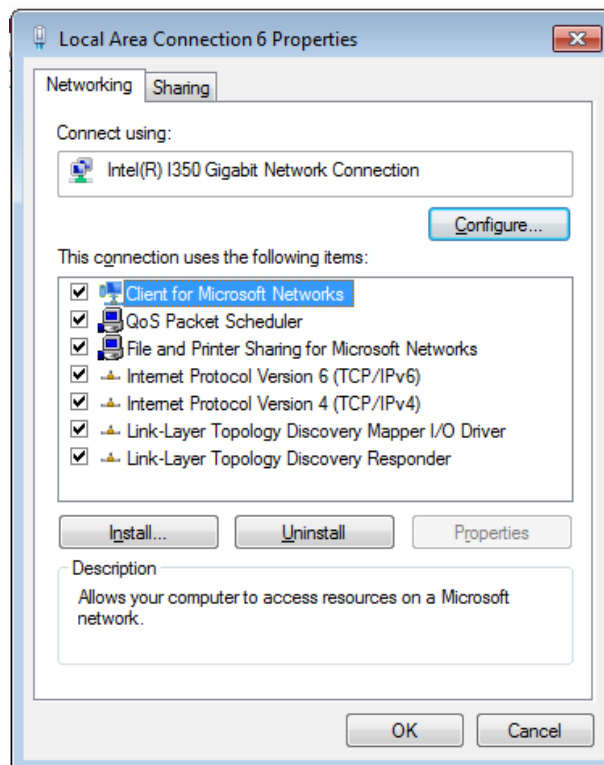 Local Area Connection 6 Properties
Networking
Sharing
Connect using:
Intel(R) I350 Gigabit Network Connection
Configure...
This connection uses the following items:
Client for Microsoft Networks
QoS Packet Scheduler
File and Printer Sharing for Microsoft Networks
Internet Protocol Version 6 (TCP/IPv6)
Internet Protocol Version 4 (TCP/IPv4)
Link-Layer Topology Discovery Mapper I/O Driver
Link-Layer Topology Discovery Responder
Install...
Uninstall
Properties
Description
Allows your computer to access resources on a Microsoft
network.
OK
Cancel